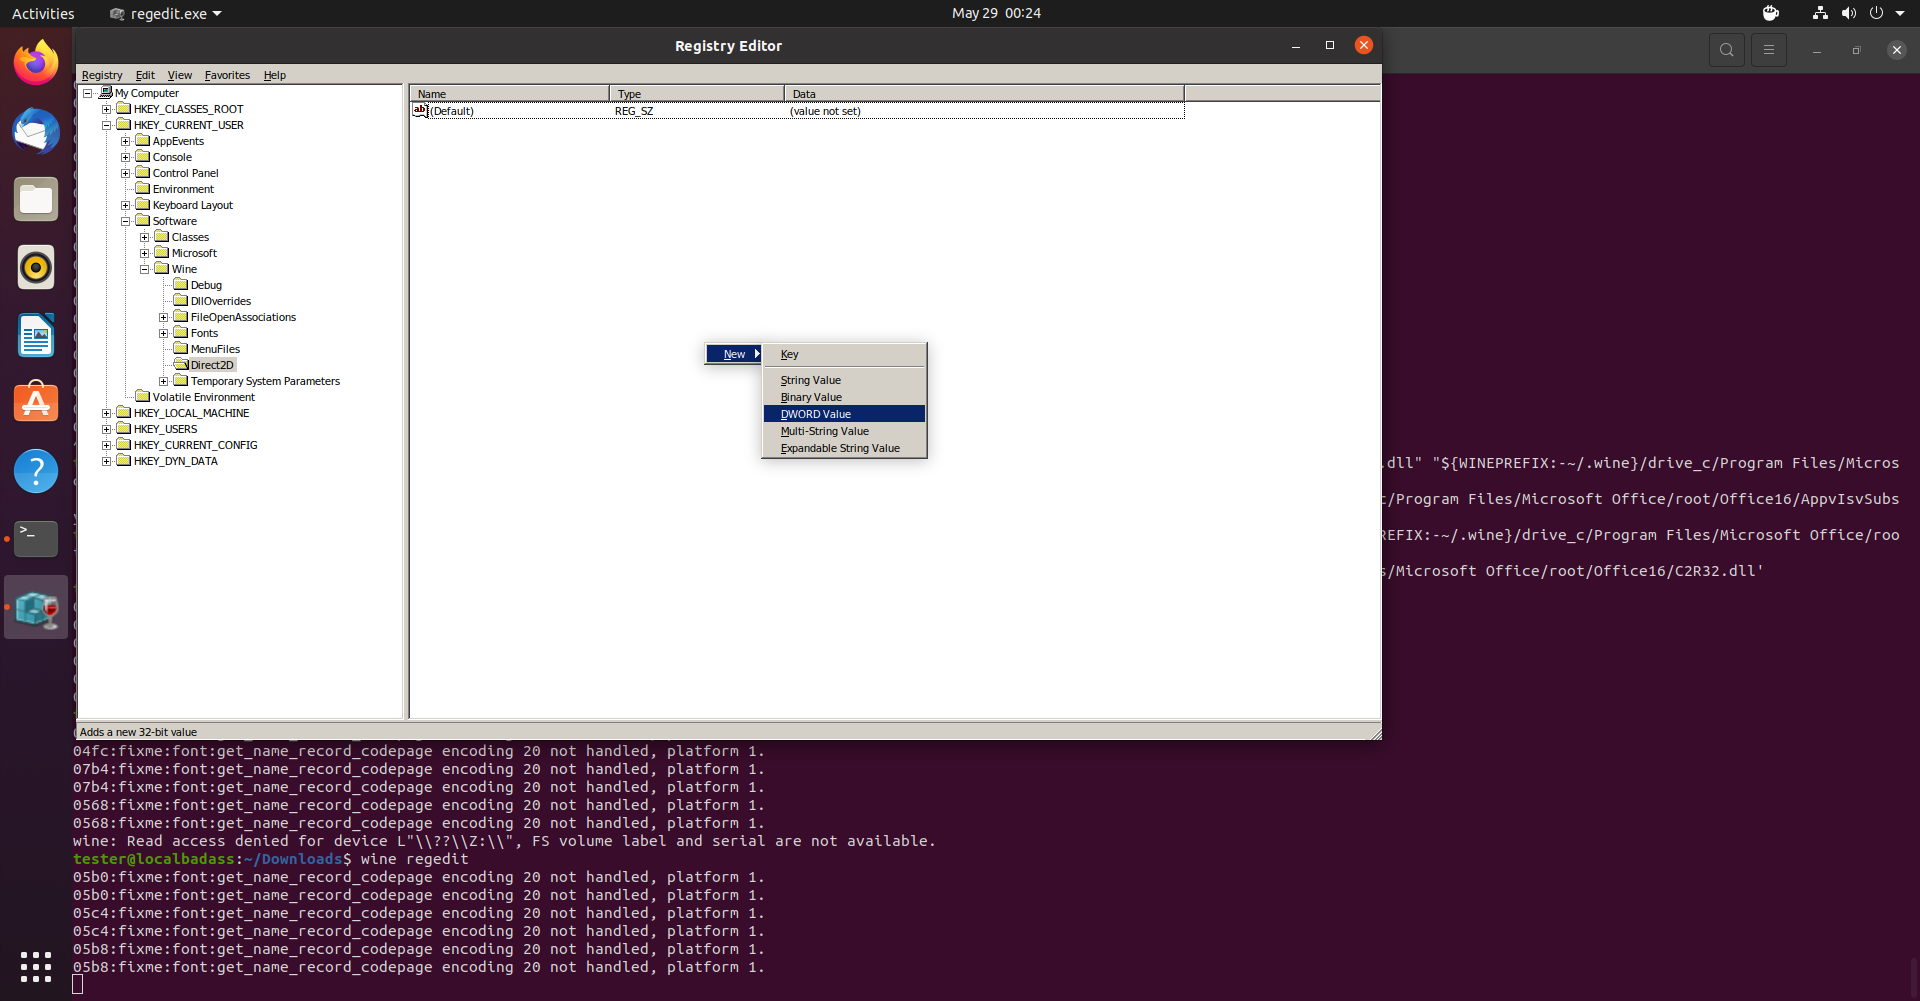 Activities
regedit.exe
May 29 00:24
Registry Editor
Registry Edit View Favorites Help
My Computer
HKEY_CLASSES_ROOT
HKEY_CURRENT_USER
AppEvents
Console
Control Panel
Environment
Keyboard Layout
Software
Classes
Microsoft
Wine
Debug
DllOverrides
FileOpenAssociations
Fonts
MenuFiles
Direct2D
Temporary System Parameters
Volatile Environment
HKEY_LOCAL_MACHINE
HKEY_USERS
HKEY_CURRENT_CONFIG
HKEY_DYN_DATA
Name Type Data
ab (Default) REG_SZ (value not set)
New
Key
String Value
Binary Value
DWORD Value
Multi-String Value
Expandable String Value
.dll" "${WINEPREFIX:-~/.wine}/drive_c/Program Files/Micros
/Program Files/Microsoft Office/root/Office16/AppvIsvSubs
REFIX:-~/.wine}/drive_c/Program Files/Microsoft Office/roo
/Microsoft Office/root/Office16/C2R32.dll'
Adds a new 32-bit value
04fc:fixme:font:get_name_record_codepage encoding 20 not handled, platform 1.
07b4:fixme:font:get_name_record_codepage encoding 20 not handled, platform 1.
07b4:fixme:font:get_name_record_codepage encoding 20 not handled, platform 1.
0568:fixme:font:get_name_record_codepage encoding 20 not handled, platform 1.
0568:fixme:font:get_name_record_codepage encoding 20 not handled, platform 1.
wine: Read access denied for device L"\\??\\Z:\\", FS volume label and serial are not available.
tester@localbadass:~/Downloads$ wine regedit
05b0:fixme:font:get_name_record_codepage encoding 20 not handled, platform 1.
05b0:fixme:font:get_name_record_codepage encoding 20 not handled, platform 1.
05c4:fixme:font:get_name_record_codepage encoding 20 not handled, platform 1.
05c4:fixme:font:get_name_record_codepage encoding 20 not handled, platform 1.
05b8:fixme:font:get_name_record_codepage encoding 20 not handled, platform 1.
05b8:fixme:font:get_name_record_codepage encoding 20 not handled, platform 1.